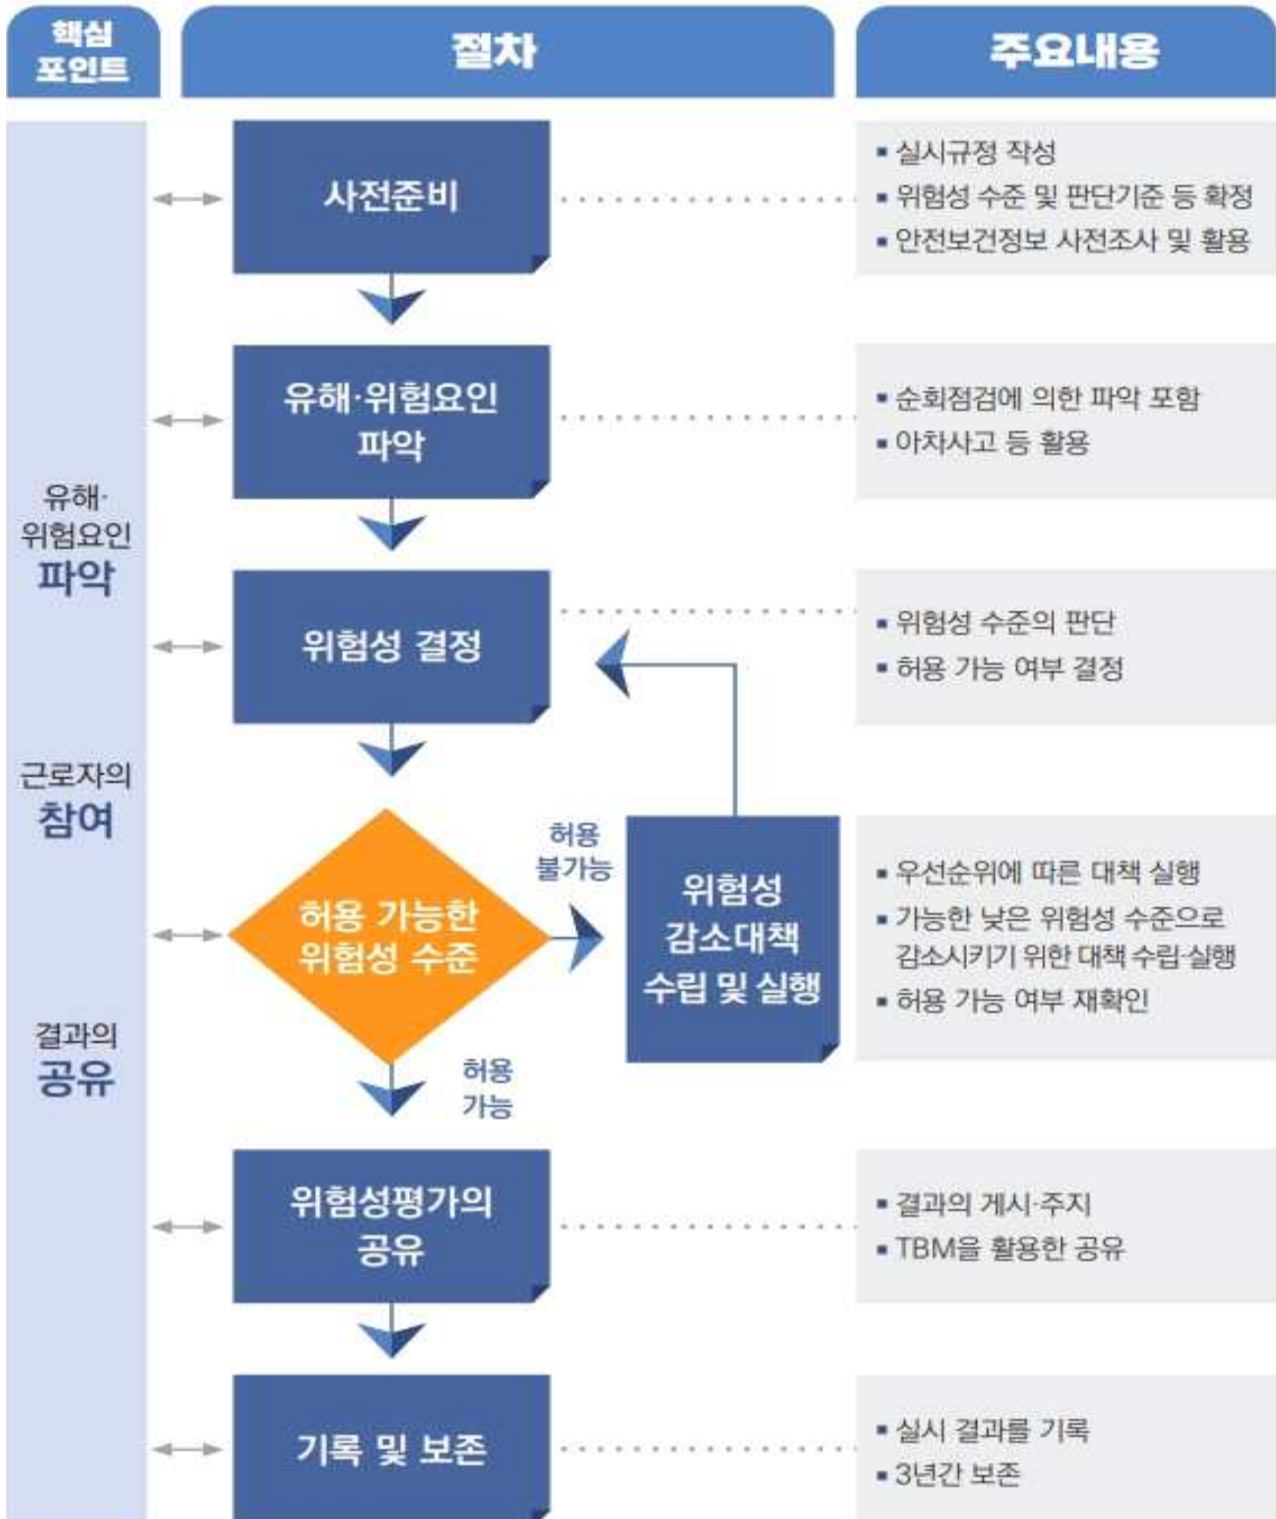 핵심
포인트
절차
주요내용
유해·
위험요인
파악
근로자의
참여
결과의
공유
사전준비
▪ 실시규정 작성
▪ 위험성 수준 및 판단기준 등 확정
▪ 안전보건정보 사전조사 및 활용
유해·위험요인
파악
▪ 순회점검에 의한 파악 포함
▪ 아차사고 등 활용
위험성 결정
▪ 위험성 수준의 판단
▪ 허용 가능 여부 결정
허용 가능한
위험성 수준
허용
불가능
위험성
감소대책
수립 및 실행
▪ 우선순위에 따른 대책 실행
▪ 가능한 낮은 위험성 수준으로
감소시키기 위한 대책 수립·실행
▪ 허용 가능 여부 재확인
허용
가능
위험성평가의
공유
▪ 결과의 게시·주지
▪ TBM을 활용한 공유
기록 및 보존
▪ 실시 결과를 기록
▪ 3년간 보존